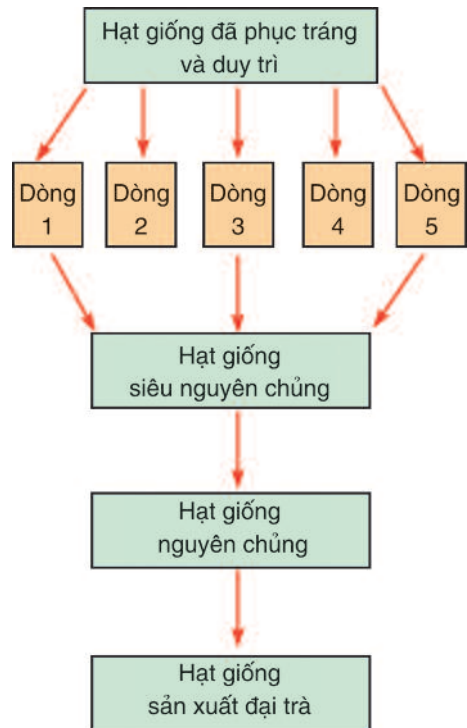 Hạt giống đã phục tráng
và duy trì
Dòng
1
Dòng
2
Dòng
3
Dòng
4
Dòng
5
Hạt giống
siêu nguyên chủng
Hạt giống
nguyên chủng
Hạt giống
sản xuất đại trà